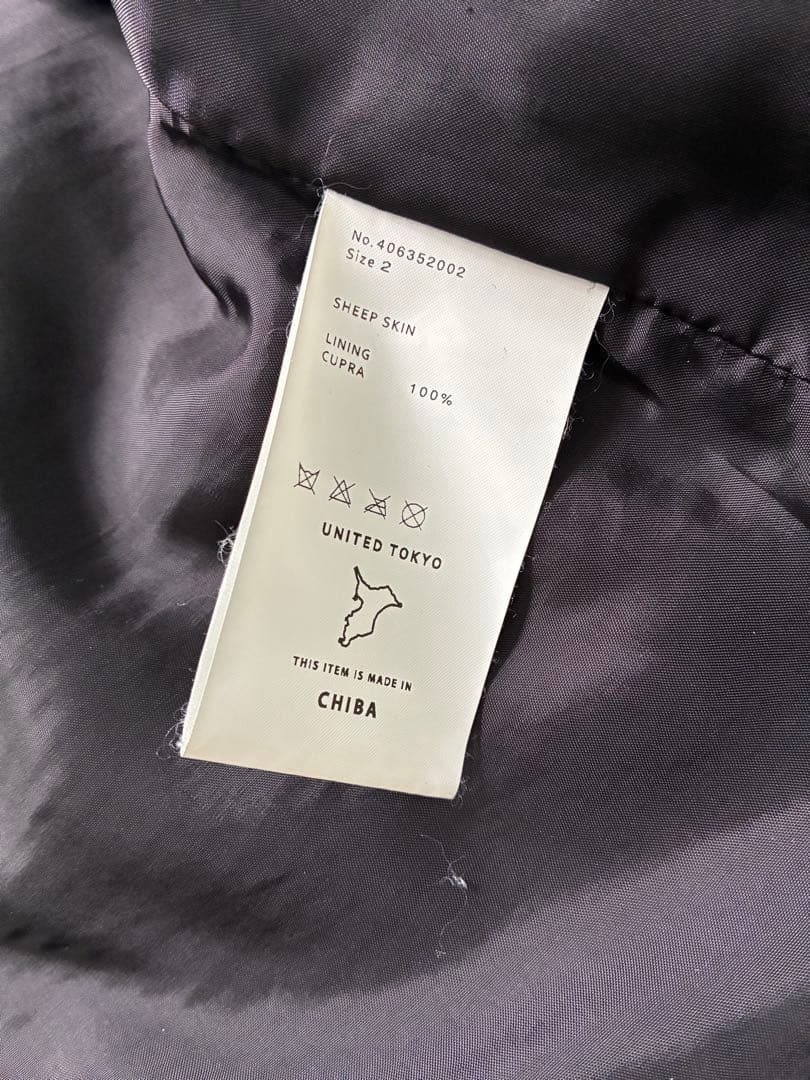 No.406352002
Size 2
SHEEP SKIN
LINING
CUPRA
100%
UNITED TOKYO
THIS ITEM IS MADE IN
CHIBA